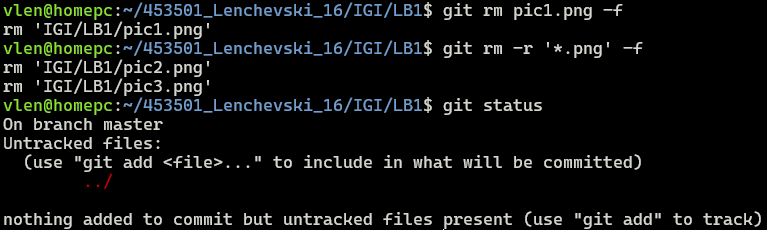 vlen@homepc:~/453501_Lenchevski_16/IGI/LB1$ git rm pic1.png -f
rm 'IGI/LB1/pic1.png'
vlen@homepc:~/453501_Lenchevski_16/IGI/LB1$ git rm -r '*.png' -f
rm 'IGI/LB1/pic2.png'
rm 'IGI/LB1/pic3.png'
vlen@homepc:~/453501_Lenchevski_16/IGI/LB1$ git status
On branch master
Untracked files:
  (use "git add <file>..." to include in what will be committed)
        ../

nothing added to commit but untracked files present (use "git add" to track)